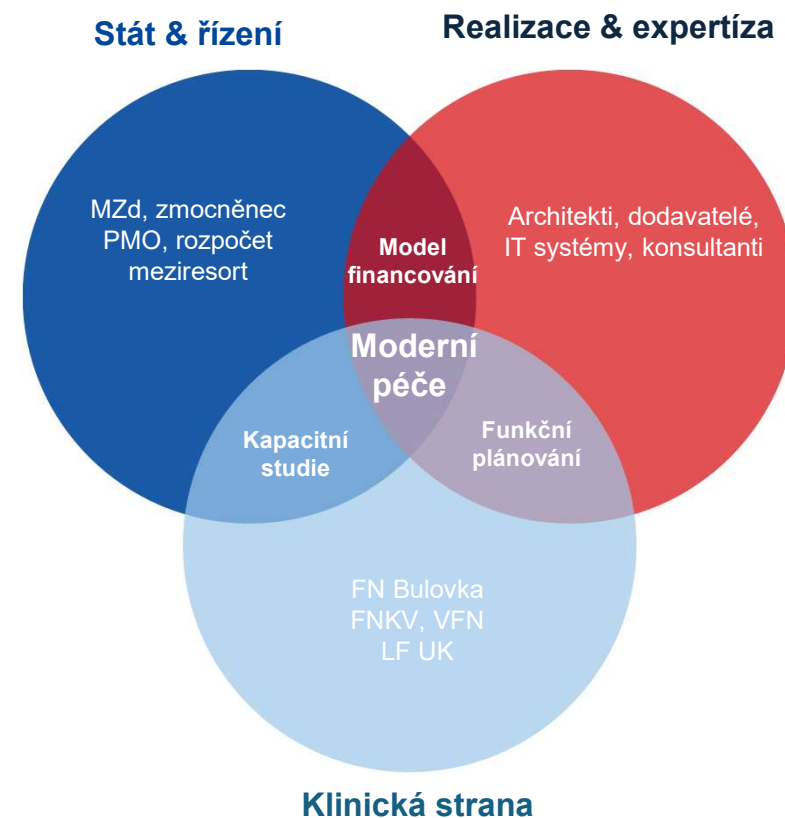 Stát & řízení
Realizace & expertíza
MZd, zmocněnec
PMO, rozpočet
meziresort
Model
financování
Architekti, dodavatelé,
IT systémy, konsultanti
Moderní
péče
Kapacitní
studie
Funkční
plánování
FN Bulovka
FNKV, VFN
LF UK
Klinická strana